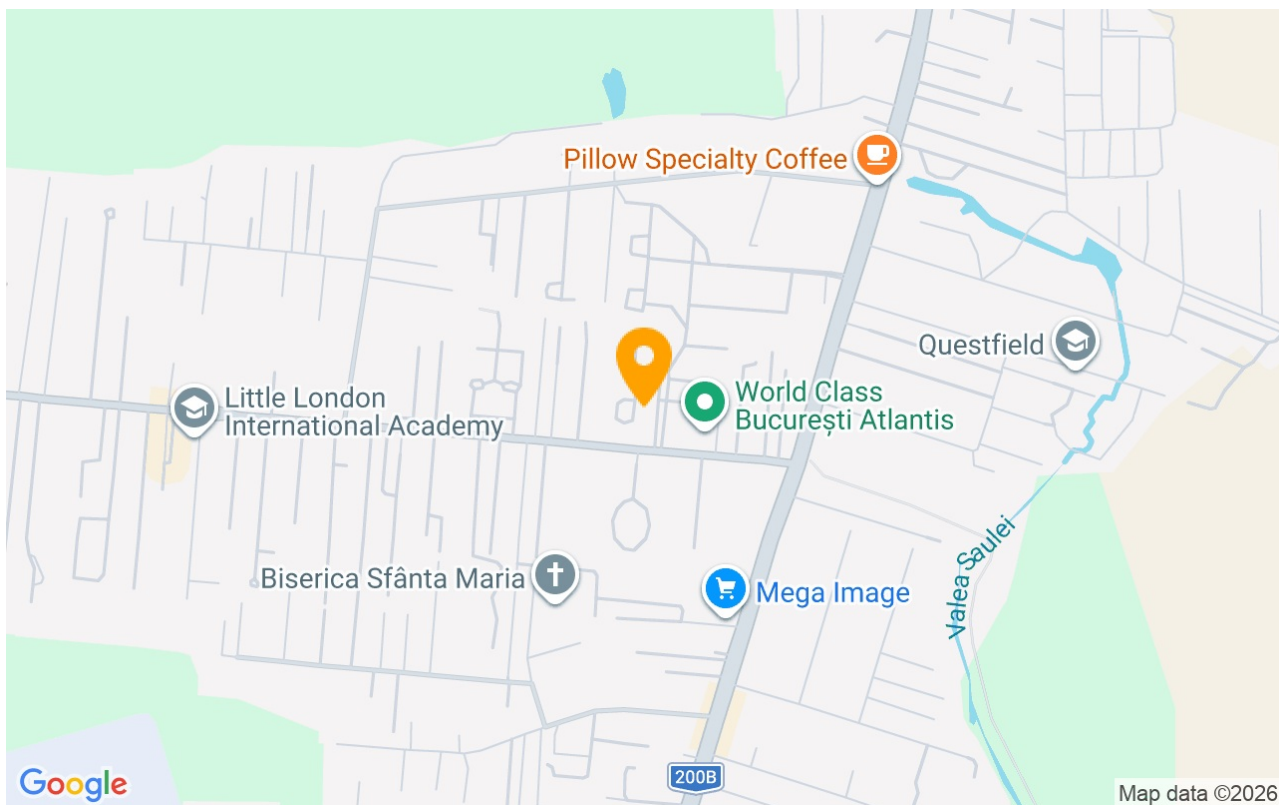 Pillow Specialty Coffee
Questfield
Little London
International Academy
World Class
București Atlantis
Valea Saulei
Biserica Sfânta Maria
Mega Image
200B
Google
Map data ©2026